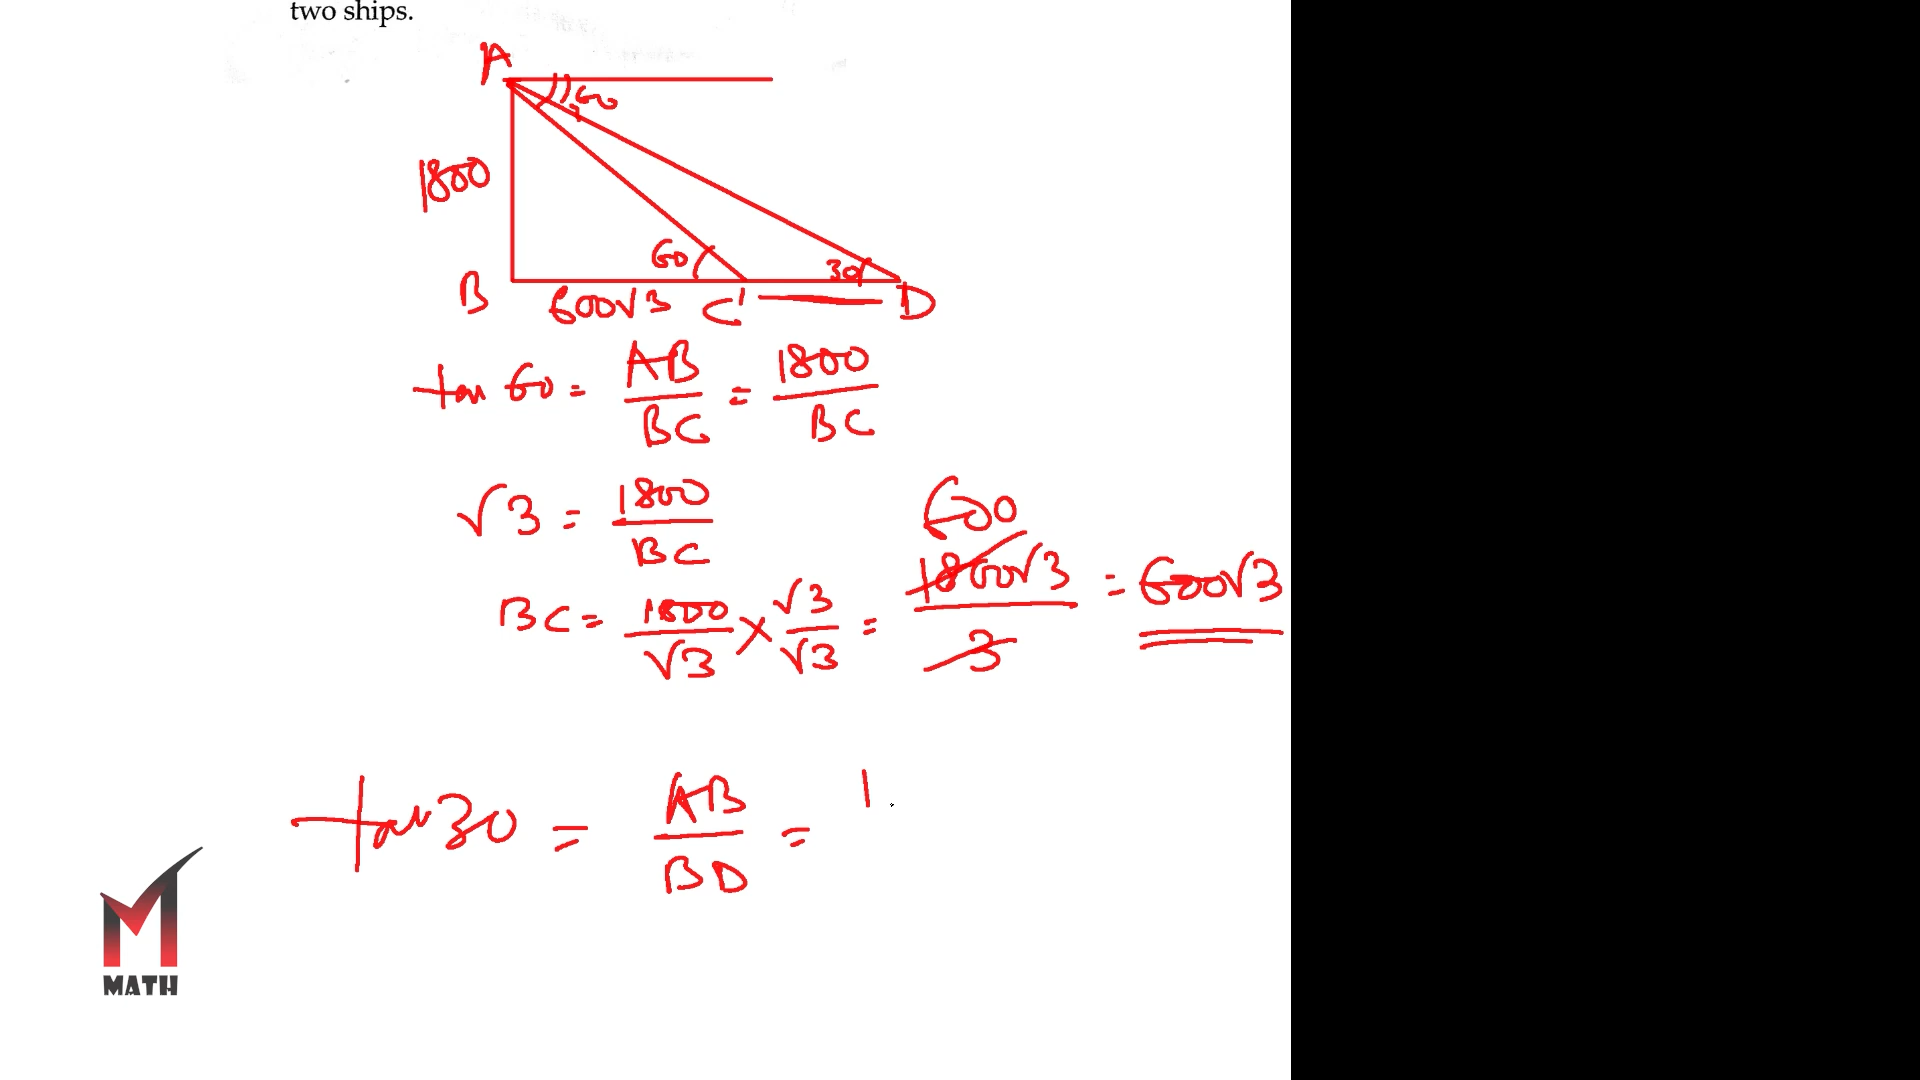 two ships.
A
60
1800
60
30
B
600√3
C
D
tan 60 = AB/BC = 1800/BC
√3 = 1800/BC
600
BC = 1800/√3 × √3/√3 = 1800√3/3 = 600√3
tan 30 = AB/BD = 1
MATH